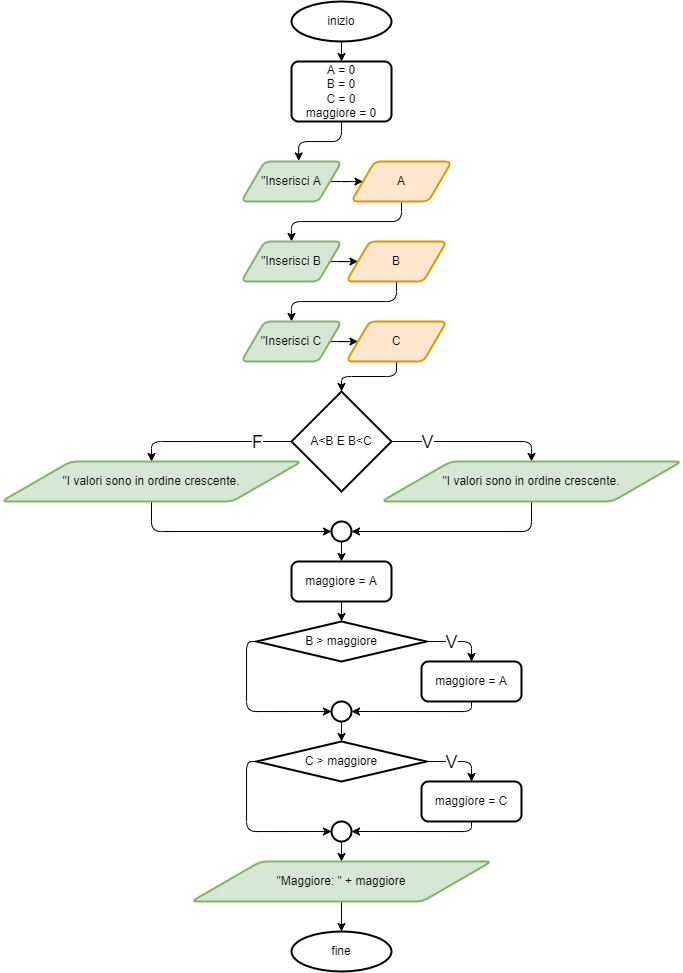 inizio
A = 0
B = 0
C = 0
maggiore = 0
"Inserisci A
A
"Inserisci B
B
"Inserisci C
C
A<B E B<C
F
V
"I valori sono in ordine crescente.
"I valori sono in ordine crescente.
maggiore = A
B > maggiore
V
maggiore = A
C > maggiore
V
maggiore = C
"Maggiore: " + maggiore
fine